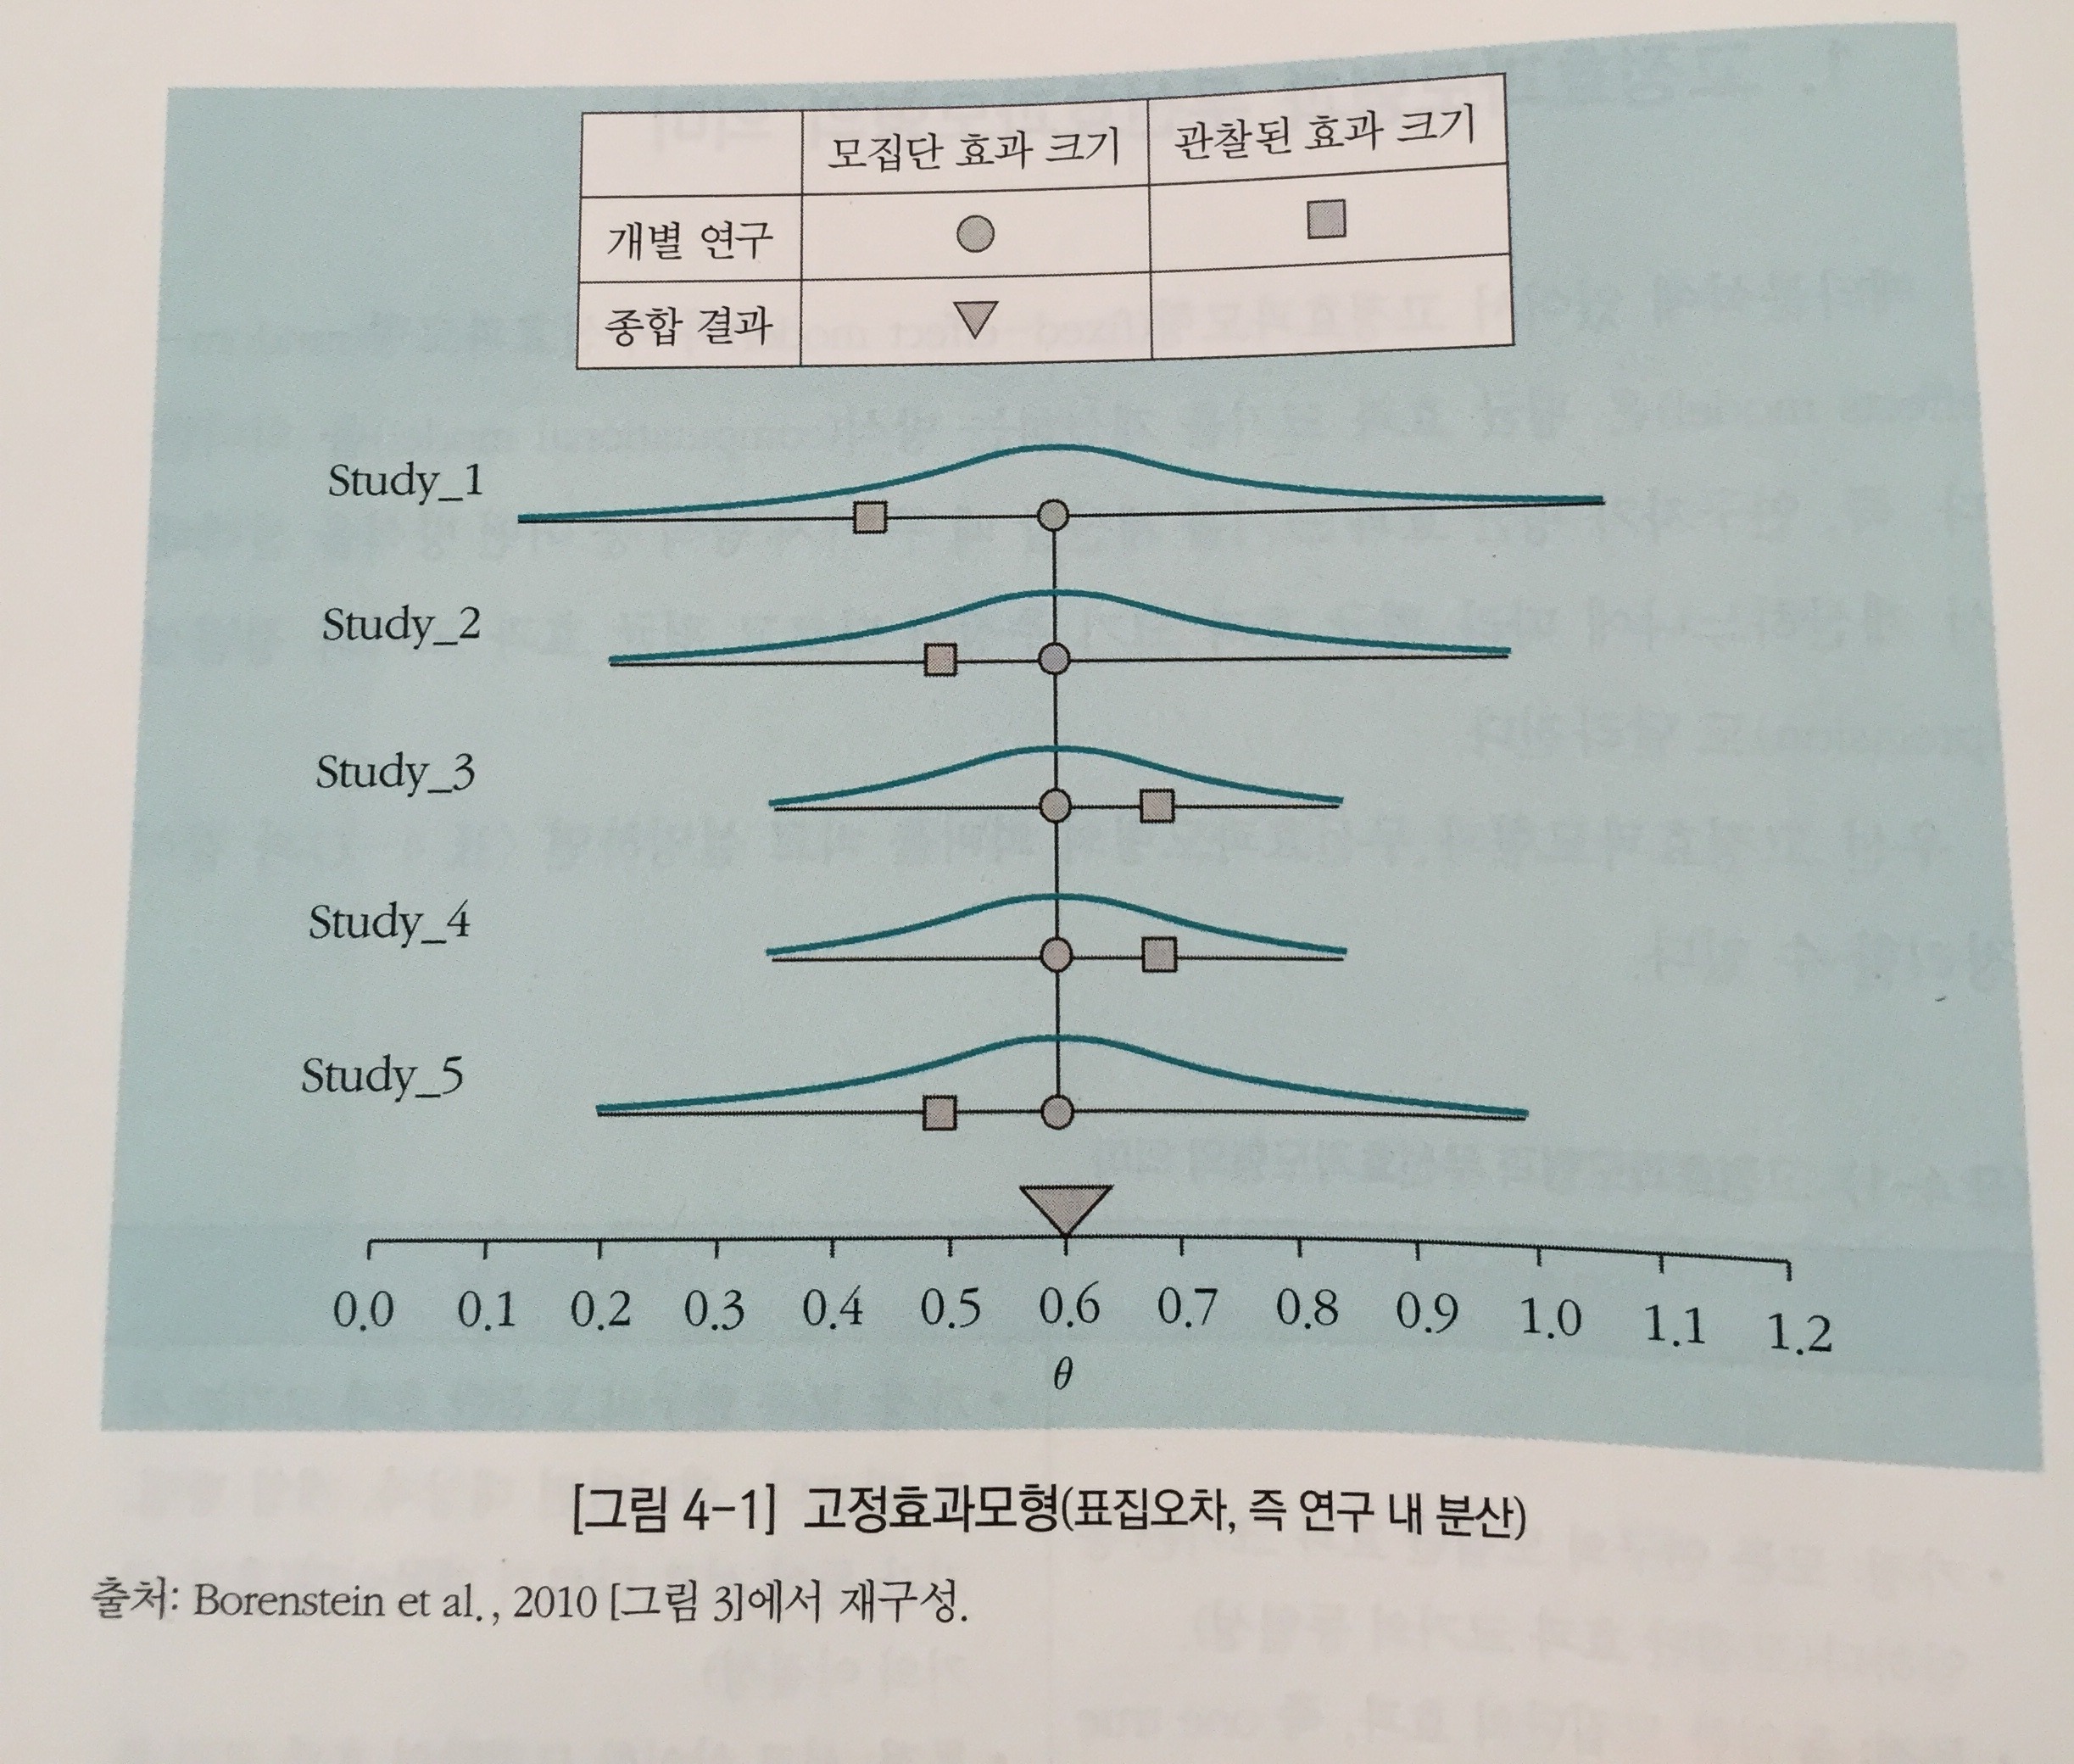 모집단 효과 크기 관찰된 효과 크기
개별 연구
종합 결과
Study_1
Study_2
Study_3
Study_4
Study_5
0.0 0.1 0.2 0.3 0.4 0.5 0.6 0.7 0.8 0.9 1.0 1.1 1.2
θ
[그림 4-1] 고정효과모형(표집오차, 즉 연구 내 분산)
출처: Borenstein et al., 2010 [그림 3]에서 재구성.